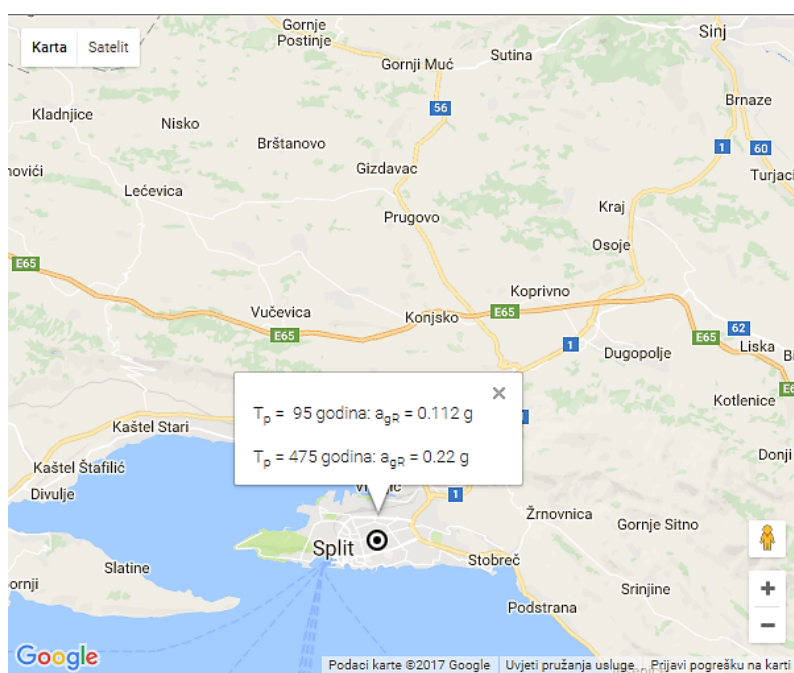 Gornje
Postinje
Sinj
Karta Satelit
Gornji Muć
Sutina
56
Brnaze
Kladnjice
Nisko
Brštanovo
1
60
novići
Gizdavac
Turjaci
Lećevica
Prugovo
Kraj
Osoje
E65
Koprivno
Vučevica
Konjsko
E65
E65
62
E65
1
Dugopolje
Liska
Kotlenice
Tp = 95 godina: agR = 0.112 g
Kaštel Stari
Tp = 475 godina: agR = 0.22 g
Donji
Kaštel Štafilić
Divulje
1
Žrnovnica
Gornje Sitno
Split
Stobreč
Slatine
ornji
Srinjine
Podstrana
Google
Podaci karte ©2017 Google Uvjeti pružanja usluge Prijavi pogrešku na karti